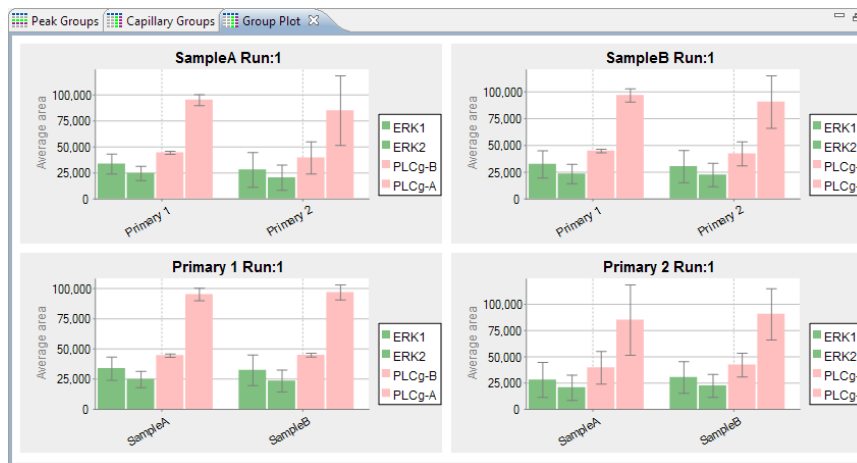 Peak Groups Capillary Groups Group Plot
SampleA Run:1
Average area
100,000
75,000
50,000
25,000
0
Primary 1 Primary 2
ERK1
ERK2
PLCg-B
PLCg-A
SampleB Run:1
Average area
100,000
75,000
50,000
25,000
0
Primary 1 Primary 2
ERK1
ERK2
PLCg-
PLCg-
Primary 1 Run:1
Average area
100,000
75,000
50,000
25,000
0
SampleA SampleB
ERK1
ERK2
PLCg-B
PLCg-A
Primary 2 Run:1
Average area
100,000
75,000
50,000
25,000
0
SampleA SampleB
ERK1
ERK2
PLCg-
PLCg-